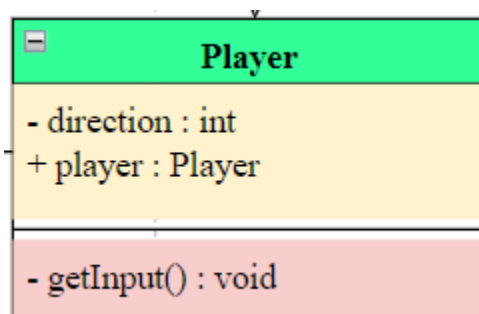 Player
- direction : int
+ player : Player
- getInput() : void